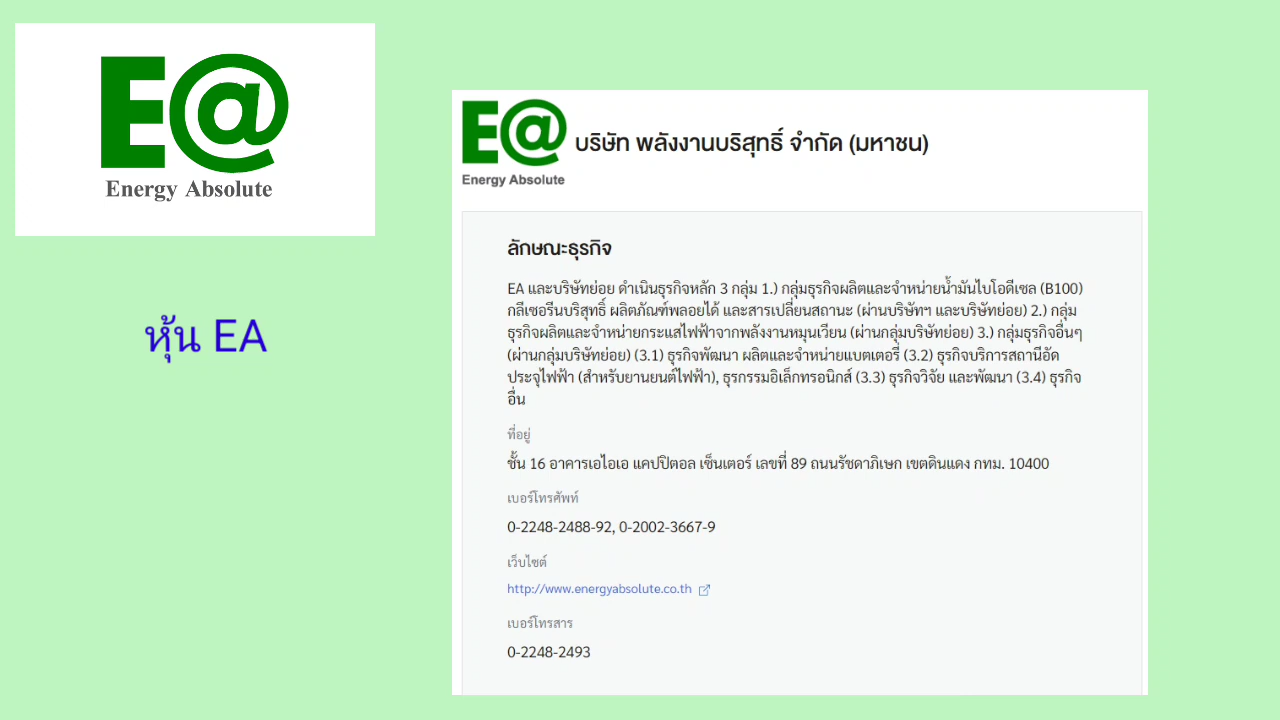 E@
Energy Absolute
หุ้น EA
E@
Energy Absolute
บริษัท พลังงานบริสุทธิ์ จำกัด (มหาชน)
ลักษณะธุรกิจ
EA และบริษัทย่อย ดำเนินธุรกิจหลัก 3 กลุ่ม 1.) กลุ่มธุรกิจผลิตและจำหน่ายน้ำมันไบโอดีเซล (B100)
กลีเซอรีนบริสุทธิ์ ผลิตภัณฑ์พลอยได้ และสารเปลี่ยนสถานะ (ผ่านบริษัทฯ และบริษัทย่อย) 2.) กลุ่ม
ธุรกิจผลิตและจำหน่ายกระแสไฟฟ้าจากพลังงานหมุนเวียน (ผ่านกลุ่มบริษัทย่อย) 3.) กลุ่มธุรกิจอื่นๆ
(ผ่านกลุ่มบริษัทย่อย) (3.1) ธุรกิจพัฒนา ผลิตและจำหน่ายแบตเตอรี่ (3.2) ธุรกิจบริการสถานีอัด
ประจุไฟฟ้า (สำหรับยานยนต์ไฟฟ้า), ธุรกรรมอิเล็กทรอนิกส์ (3.3) ธุรกิจวิจัย และพัฒนา (3.4) ธุรกิจ
อื่น
ที่อยู่
ชั้น 16 อาคารเอไอเอ แคปปิตอล เซ็นเตอร์ เลขที่ 89 ถนนรัชดาภิเษก เขตดินแดง กทม. 10400
เบอร์โทรศัพท์
0-2248-2488-92, 0-2002-3667-9
เว็บไซต์
http://www.energyabsolute.co.th
เบอร์โทรสาร
0-2248-2493